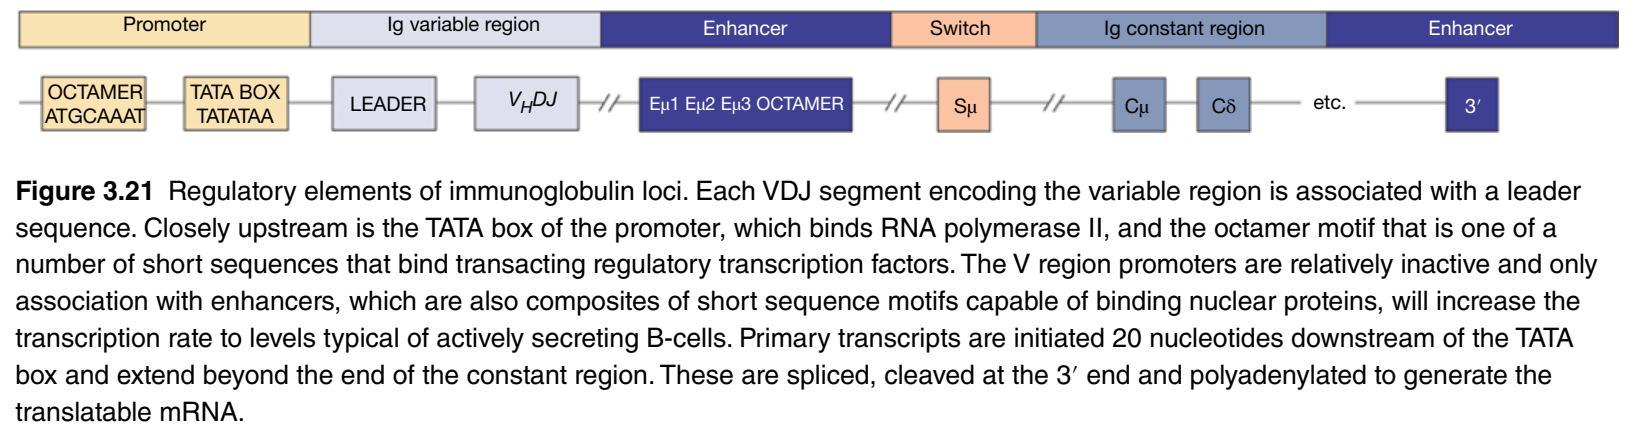 Promoter Ig variable region Enhancer Switch Ig constant region Enhancer
OCTAMER
ATGCAAAT
TATA BOX
TATATAA
LEADER
VHDJ
Eμ1 Eμ2 Eμ3 OCTAMER
Sμ
Cμ
Cδ
etc.
3′
Figure 3.21 Regulatory elements of immunoglobulin loci. Each VDJ segment encoding the variable region is associated with a leader
sequence. Closely upstream is the TATA box of the promoter, which binds RNA polymerase II, and the octamer motif that is one of a
number of short sequences that bind transacting regulatory transcription factors. The V region promoters are relatively inactive and only
association with enhancers, which are also composites of short sequence motifs capable of binding nuclear proteins, will increase the
transcription rate to levels typical of actively secreting B-cells. Primary transcripts are initiated 20 nucleotides downstream of the TATA
box and extend beyond the end of the constant region. These are spliced, cleaved at the 3′ end and polyadenylated to generate the
translatable mRNA.